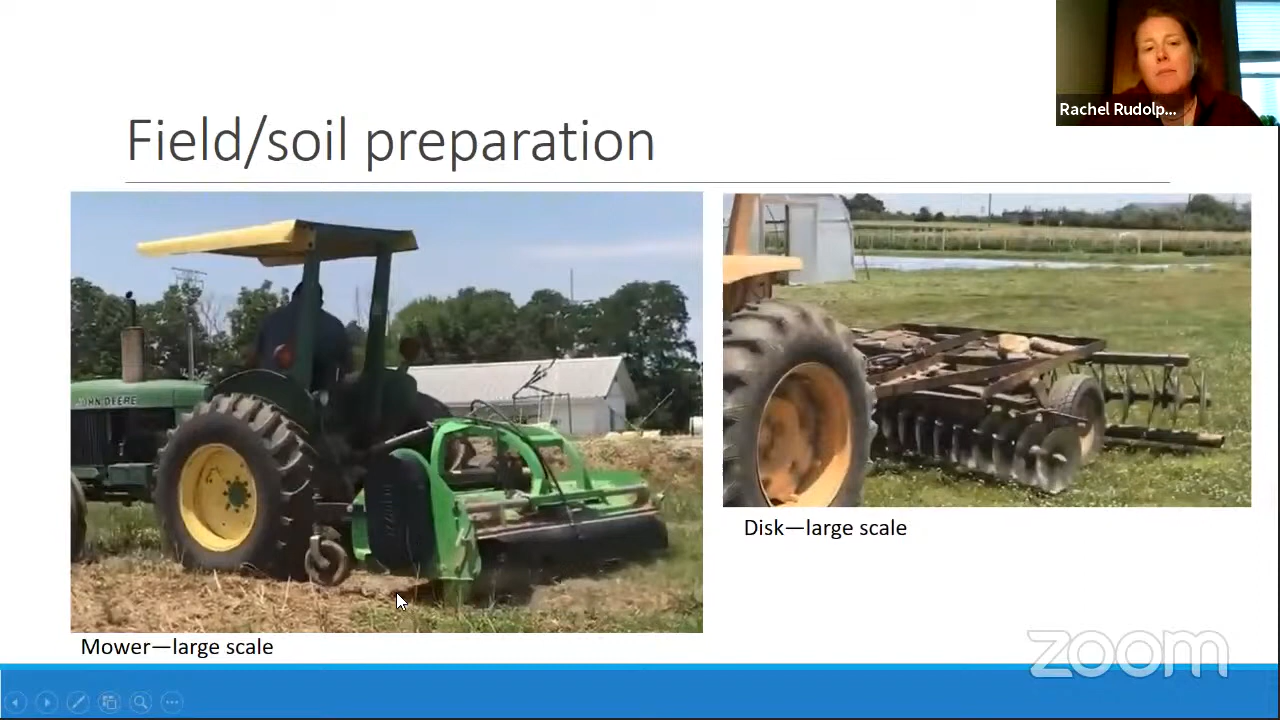 Rachel Rudolp...
Field/soil preparation
JOHN DEERE
Disk—large scale
Mower—large scale
zoom